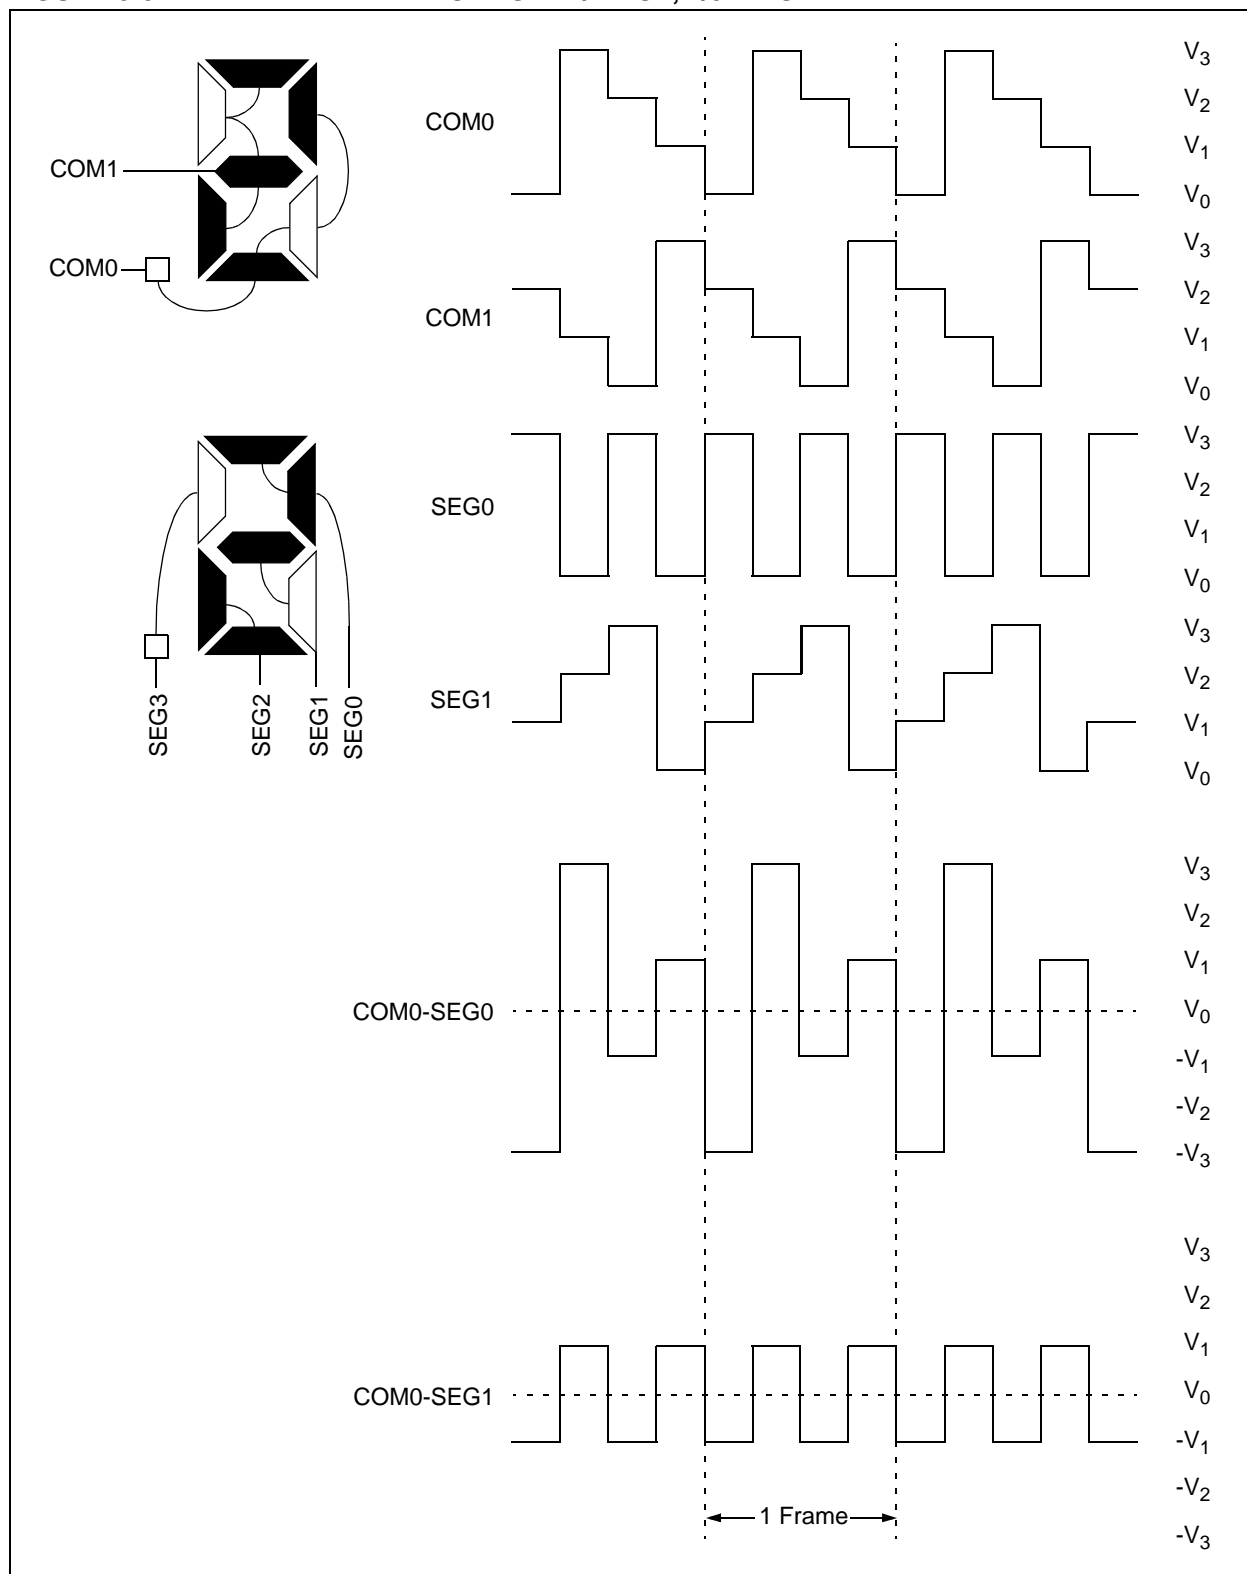 COM1
COM0
SEG3
SEG2
SEG1
SEG0
COM0
V3
V2
V1
V0
COM1
V3
V2
V1
V0
SEG0
V3
V2
V1
V0
SEG1
V3
V2
V1
V0
COM0-SEG0
V3
V2
V1
V0
-V1
-V2
-V3
COM0-SEG1
V3
V2
V1
V0
-V1
-V2
-V3
1 Frame